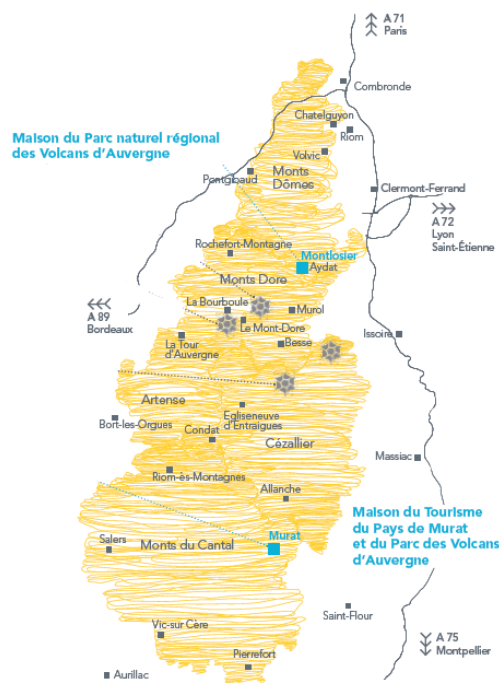 A 71
Paris
Combronde
Chatelguyon
Riom
Maison du Parc naturel régional
des Volcans d'Auvergne
Volvic
Pontgibaud
Monts
Dômes
Clermont-Ferrand
A 72
Lyon
Saint-Étienne
Rochefort-Montagne
Montlosier
Aydat
Monts Dore
La Bourboule
A 89
Bordeaux
Murol
Le Mont-Dore
Issoire
La Tour
d'Auvergne
Besse
Artense
Egliseneuve
d'Entraigues
Bort-les-Orgues
Condat
Cézallier
Massiac
Riom-ès-Montagnes
Allanche
Maison du Tourisme
du Pays de Murat
et du Parc des Volcans
d'Auvergne
Murat
Salers
Monts du Cantal
Saint-Flour
Vic-sur Cère
A 75
Montpellier
Pierrefort
Aurillac